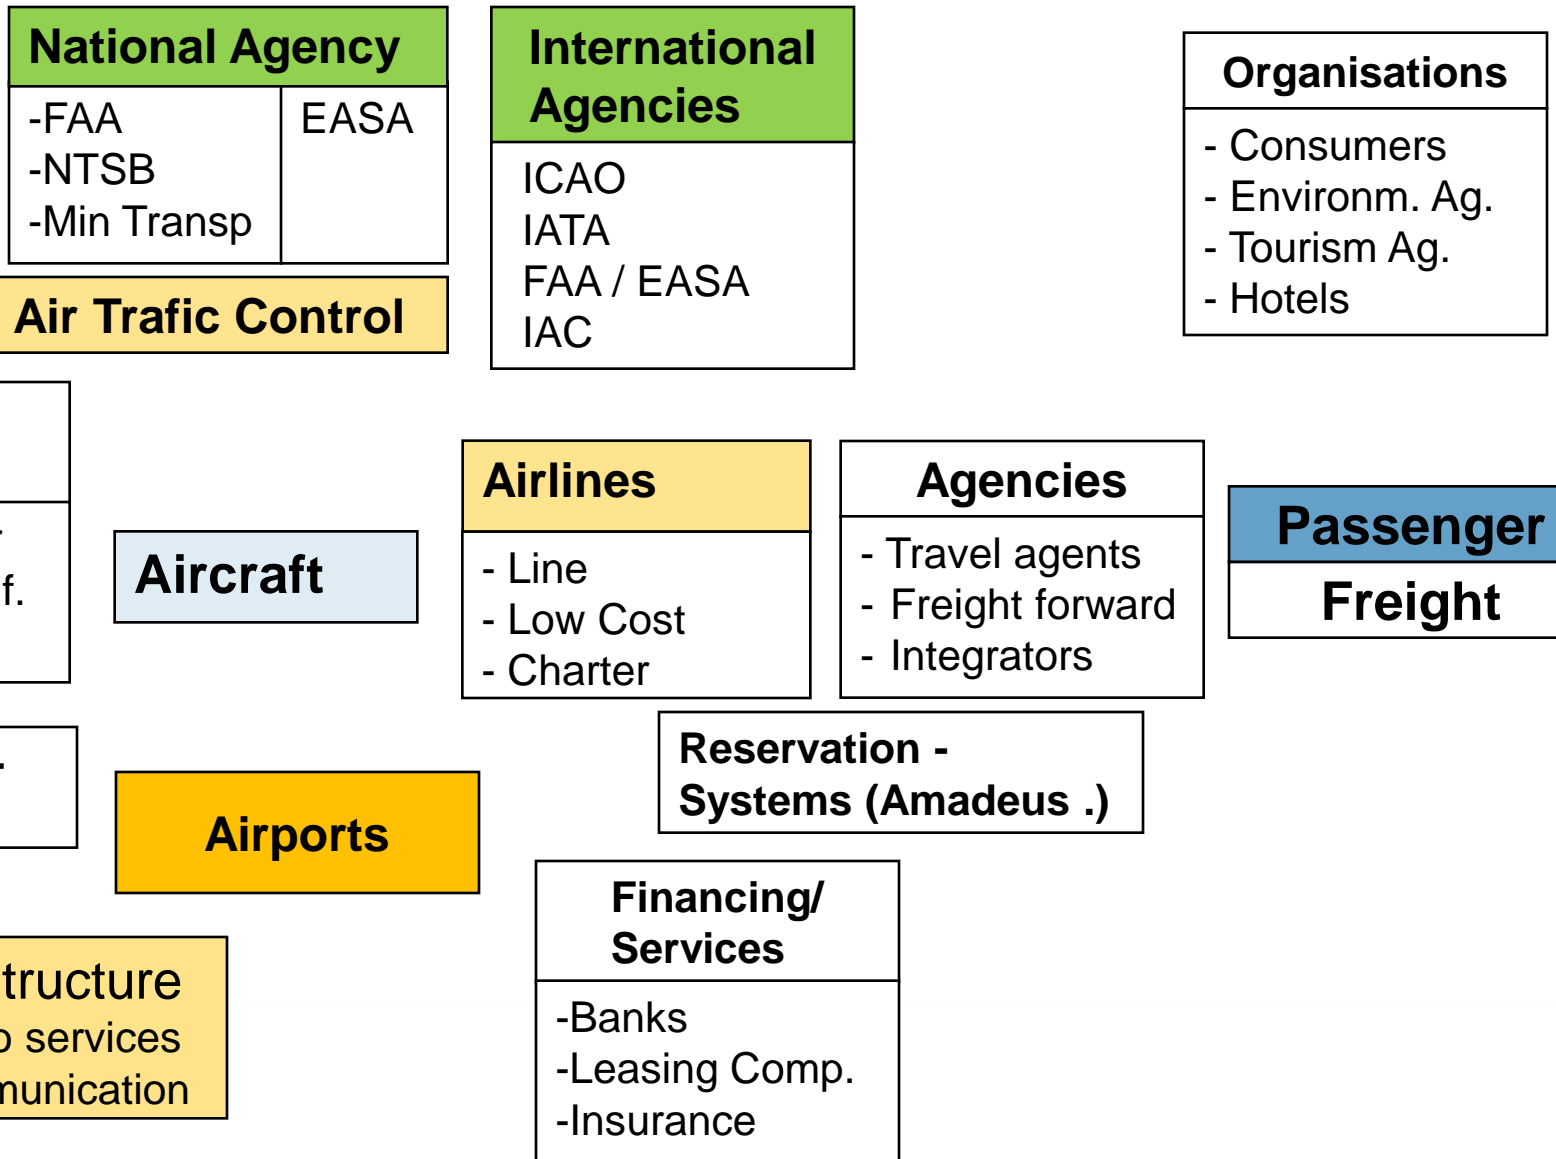 National Agency
-FAA
-NTSB
-Min Transp
EASA
International
Agencies
ICAO
IATA
FAA / EASA
IAC
Organisations
- Consumers
- Environm. Ag.
- Tourism Ag.
- Hotels
Air Trafic Control
f.
Aircraft
Airlines
- Line
- Low Cost
- Charter
Agencies
- Travel agents
- Freight forward
- Integrators
Passenger
Freight
Reservation -
Systems (Amadeus .)
Airports
Financing/
Services
-Banks
-Leasing Comp.
-Insurance
tructure
services
munication